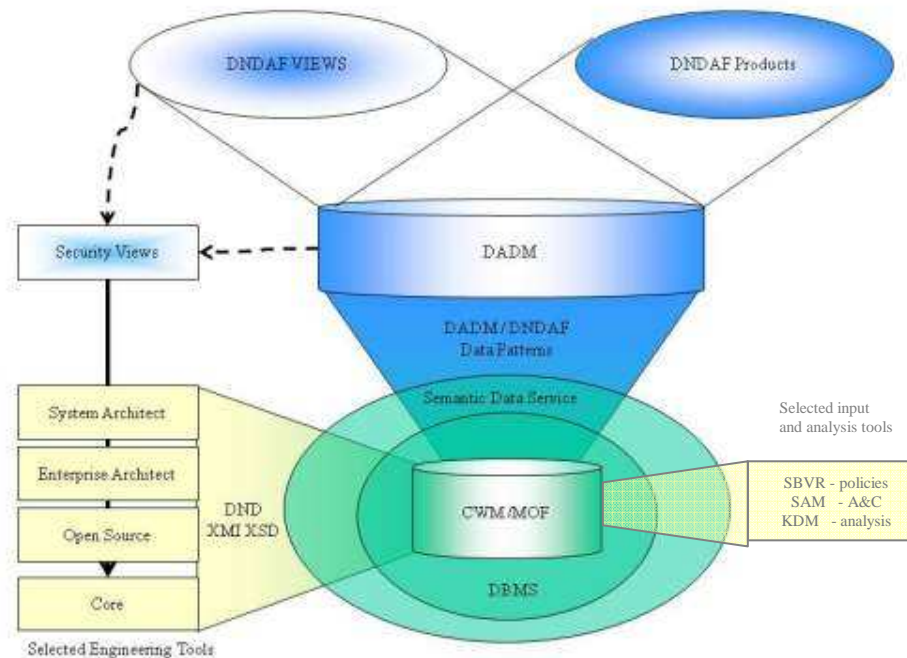 DNDAF VIEWS
DNDAF Products
Security Views
DADM
DADM / DNDAF
Data Patterns
Semantic Data Service
System Architect
Enterprise Architect
Open Source
Core
DND
XMI XSD
CWM/MOF
DBMS
Selected input
and analysis tools
SBVR - policies
SAM - A&C
KDM - analysis
Selected Engineering Tools